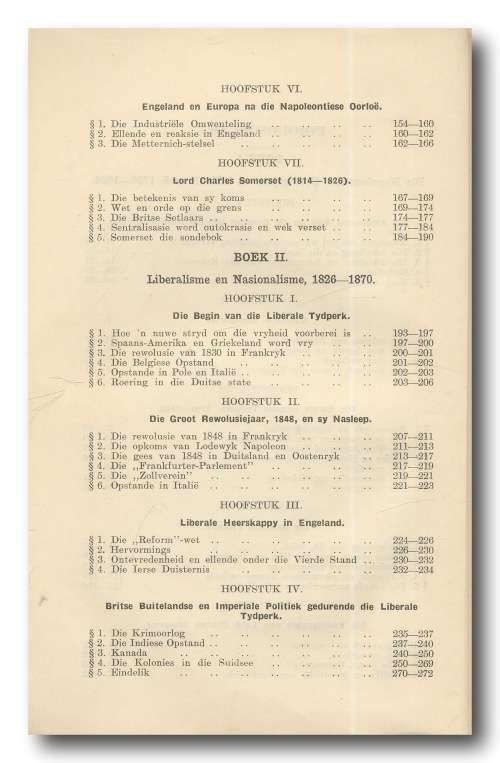 HOOFSTUK VI.
Engeland en Europa na die Napoleontiese Oorloë.
§ 1. Die Industriële Omwenteling .. .. .. .. 154—160
§ 2. Ellende en reaksie in Engeland .. .. .. .. 160—162
§ 3. Die Metternich-stelsel .. .. .. .. .. 162—166
HOOFSTUK VII.
Lord Charles Somerset (1814—1826).
§ 1. Die betekenis van sy koms .. .. .. .. 167—169
§ 2. Wet en orde op die grens .. .. .. .. 169—174
§ 3. Die Britse Setlaars .. .. .. .. .. .. 174—177
§ 4. Sentralisasie word outokrasie en wek verset .. .. 177—184
§ 5. Somerset die sondebok .. .. .. .. .. 184—190
BOEK II.
Liberalisme en Nasionalisme, 1826—1870.
HOOFSTUK I.
Die Begin van die Liberale Tydperk.
§ 1. Hoe 'n nuwe stryd om die vryheid voorberei is .. 193—197
§ 2. Spaans-Amerika en Griekeland word vry .. .. 197—200
§ 3. Die rewolusie van 1830 in Frankryk .. .. .. 200—201
§ 4. Die Belgiese Opstand .. .. .. .. .. 201—202
§ 5. Opstande in Pole en Italië .. .. .. .. .. 202—203
§ 6. Roering in die Duitse state .. .. .. .. 203—206
HOOFSTUK II.
Die Groot Rewolusiejaar, 1848, en sy Nasleep.
§ 1. Die rewolusie van 1848 in Frankryk .. .. .. 207—211
§ 2. Die opkoms van Lodewyk Napoleon .. .. .. 211—213
§ 3. Die gees van 1848 in Duitsland en Oostenryk .. 213—217
§ 4. Die „Frankfurter-Parlement” .. .. .. .. 217—219
§ 5. Die „Zollverein” .. .. .. .. .. .. 219—221
§ 6. Opstande in Italië .. .. .. .. .. .. 221—223
HOOFSTUK III.
Liberale Heerskappy in Engeland.
§ 1. Die „Reform”-wet .. .. .. .. .. .. 224—226
§ 2. Hervormings .. .. .. .. .. .. 226—230
§ 3. Ontevredenheid en ellende onder die Vierde Stand .. 230—232
§ 4. Die Ierse Duisternis .. .. .. .. .. 232—234
HOOFSTUK IV.
Britse Buitelandse en Imperiale Politiek gedurende die Liberale
Tydperk.
§ 1. Die Krimoorlog .. .. .. .. .. .. 235—237
§ 2. Die Indiese Opstand .. .. .. .. .. .. 237—240
§ 3. Kanada .. .. .. .. .. .. .. 240—250
§ 4. Die Kolonies in die Suidsee .. .. .. .. 250—269
§ 5. Eindelik .. .. .. .. .. .. .. 270—272